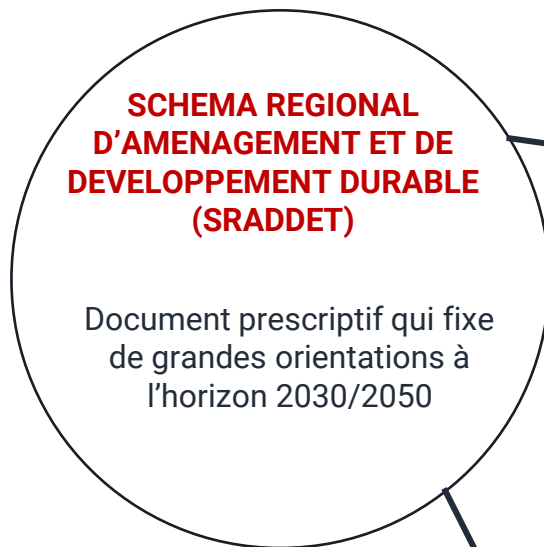 SCHEMA REGIONAL
D’AMENAGEMENT ET DE
DEVELOPPEMENT DURABLE
(SRADDET)
Document prescriptif qui fixe
de grandes orientations à
l’horizon 2030/2050